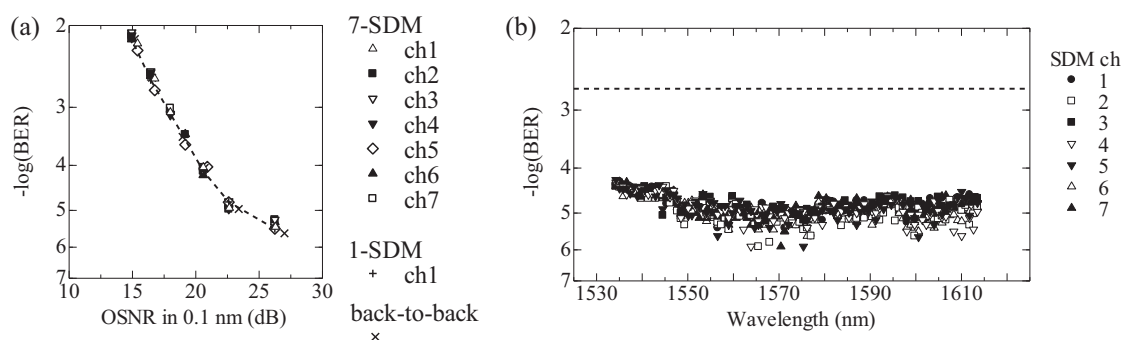 (a)
2
3
4
5
6
7
-log(BER)
10 15 20 25 30
OSNR in 0.1 nm (dB)
7-SDM
ch1
ch2
ch3
ch4
ch5
ch6
ch7
1-SDM
ch1
back-to-back
(b)
2
3
4
5
6
7
-log(BER)
1530 1550 1570 1590 1610
Wavelength (nm)
SDM ch
1
2
3
4
5
6
7